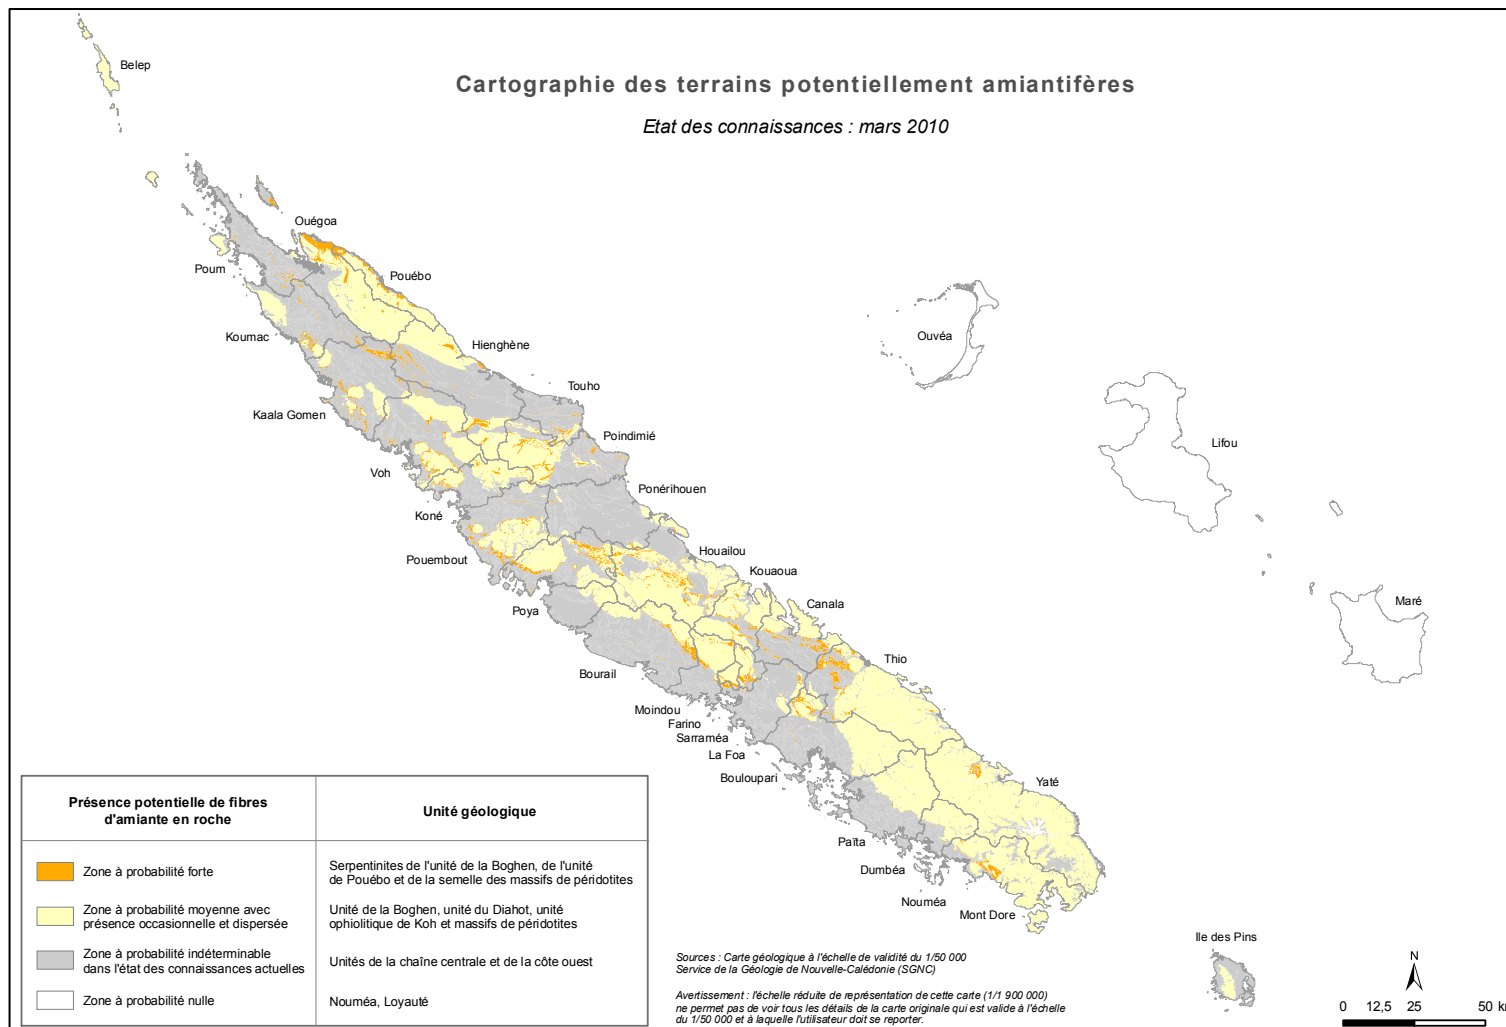 Cartographie des terrains potentiellement amiantifères
Etat des connaissances : mars 2010
Belep
Ouégoa
Poum
Pouébo
Koumac
Hienghène
Touho
Kaala Gomen
Poindimié
Voh
Ponérihouen
Koné
Pouembout
Houailou
Kouaoua
Poya
Canala
Thio
Bourail
Moindou
Farino
Sarraméa
La Foa
Bouloupari
Yaté
Païta
Dumbéa
Nouméa
Mont Dore
Ile des Pins
Ouvéa
Lifou
Maré
Présence potentielle de fibres
d'amiante en roche
Unité géologique
Zone à probabilité forte
Serpentinites de l'unité de la Boghen, de l'unité
de Pouébo et de la semelle des massifs de péridotites
Zone à probabilité moyenne avec
présence occasionnelle et dispersée
Unité de la Boghen, unité du Diahot, unité
ophiolitique de Koh et massifs de péridotites
Zone à probabilité indéterminable
dans l'état des connaissances actuelles
Unités de la chaîne centrale et de la côte ouest
Zone à probabilité nulle
Nouméa, Loyauté
Sources : Carte géologique à l'échelle de validité du 1/50 000
Service de la Géologie de Nouvelle-Calédonie (SGNC)
Avertissement : l'échelle réduite de représentation de cette carte (1/1 900 000)
ne permet pas de voir tous les détails de la carte originale qui est valide à l'échelle
du 1/50 000 et à laquelle l'utilisateur doit se reporter.
N
0 12,5 25 50 km